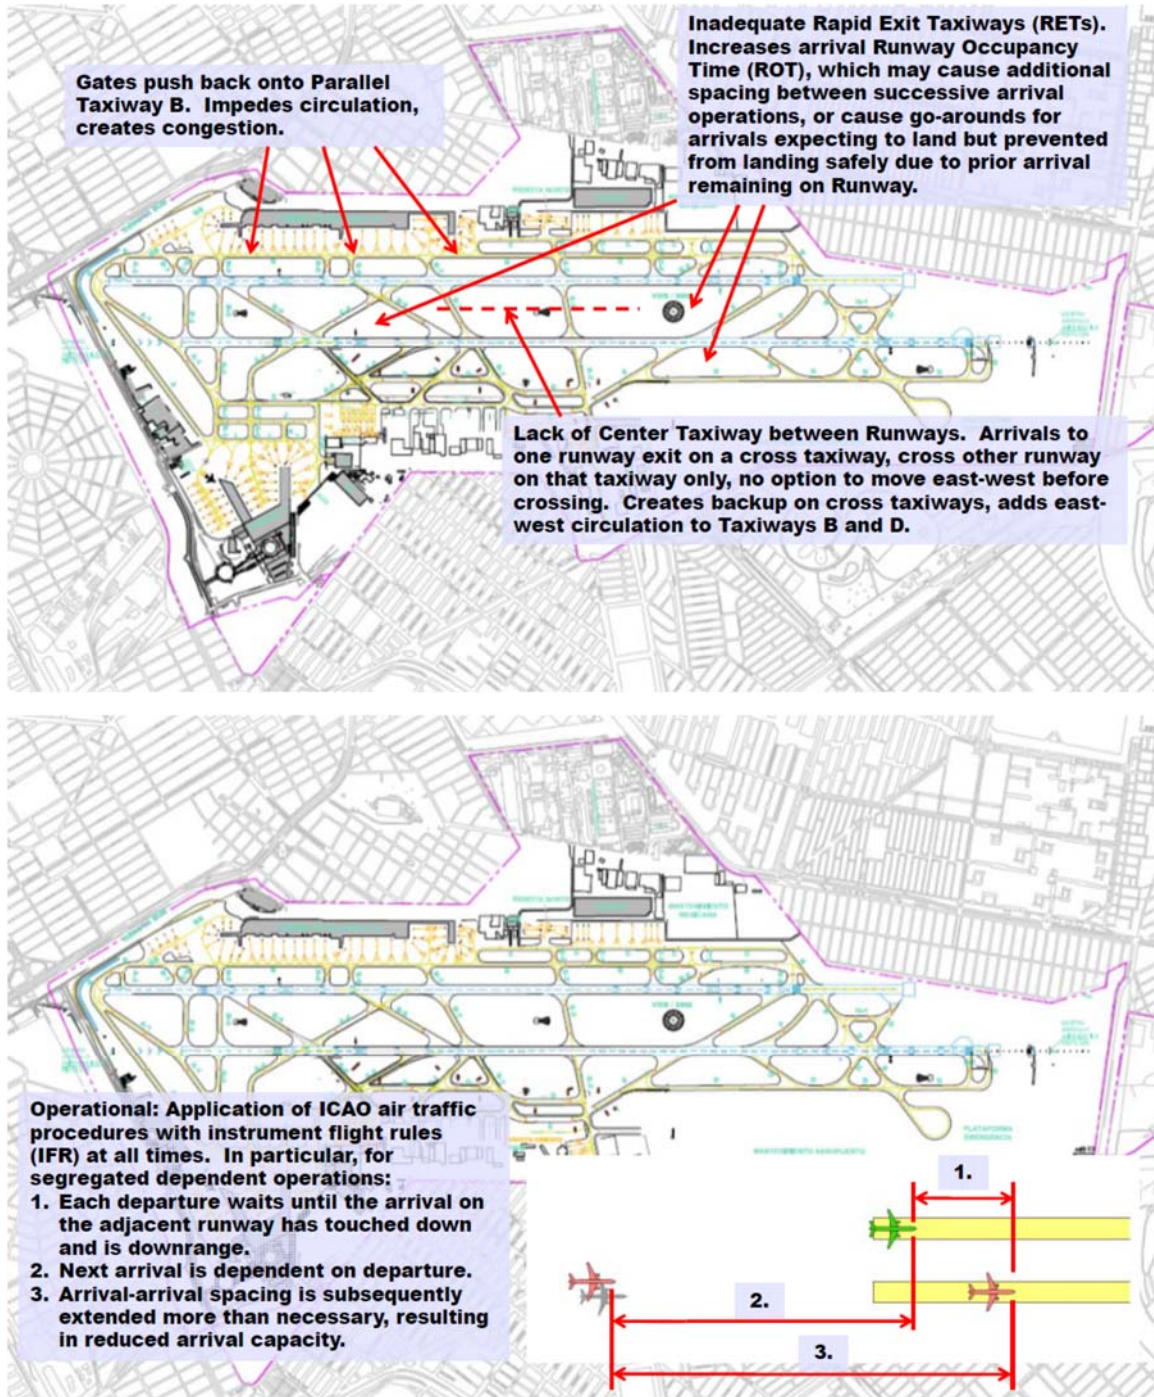 Inadequate Rapid Exit Taxiways (RETs).
Increases arrival Runway Occupancy
Time (ROT), which may cause additional
spacing between successive arrival
operations, or cause go-arounds for
arrivals expecting to land but prevented
from landing safely due to prior arrival
remaining on Runway.
Gates push back onto Parallel
Taxiway B. Impedes circulation,
creates congestion.
Lack of Center Taxiway between Runways. Arrivals to
one runway exit on a cross taxiway, cross other runway
on that taxiway only, no option to move east-west before
crossing. Creates backup on cross taxiways, adds east-
west circulation to Taxiways B and D.
MANTENIMIENTO
MEXICANA
PLATAFORMA
EMERGENCIA
MANTENIMIENTO AEROPUERTO
Operational: Application of ICAO air traffic
procedures with instrument flight rules
(IFR) at all times. In particular, for
segregated dependent operations:
1. Each departure waits until the arrival on
the adjacent runway has touched down
and is downrange.
2. Next arrival is dependent on departure.
3. Arrival-arrival spacing is subsequently
extended more than necessary, resulting
in reduced arrival capacity.
1.
2.
3.